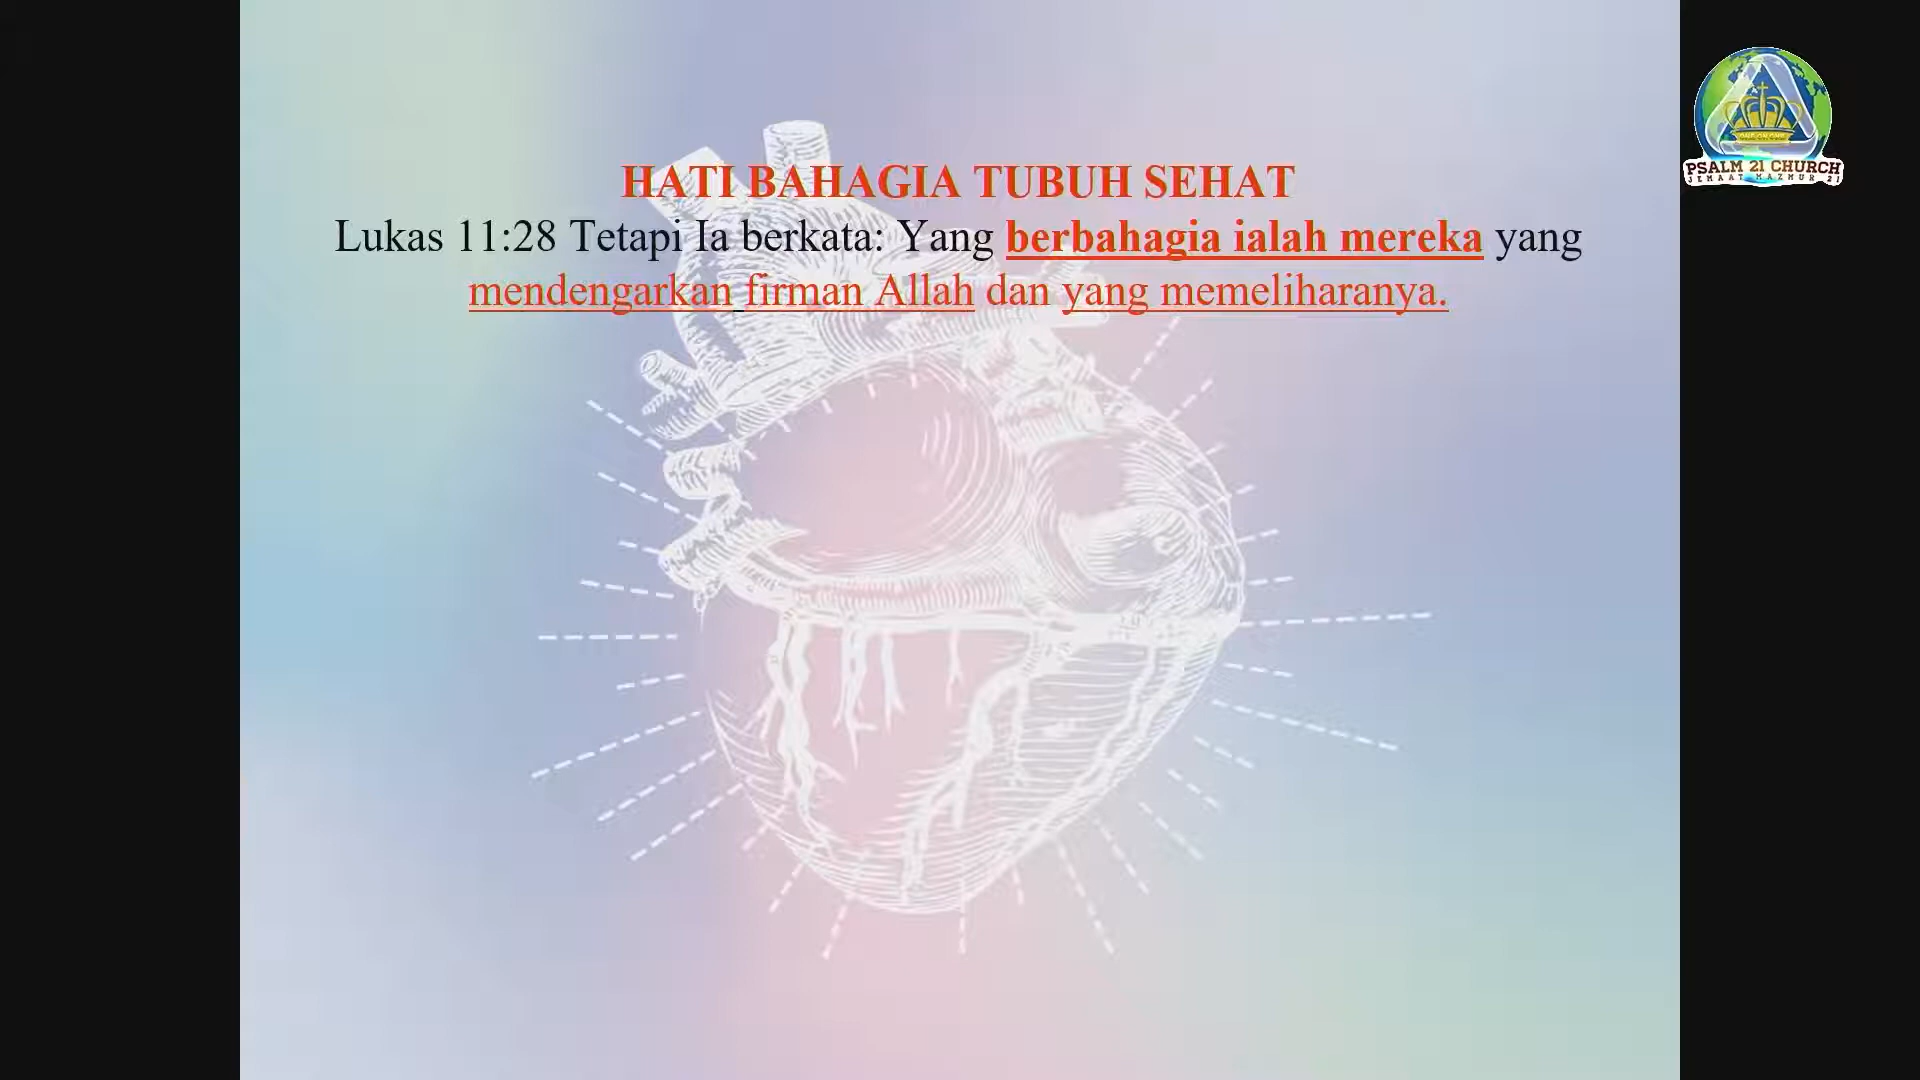 HATI BAHAGIA TUBUH SEHAT
Lukas 11:28 Tetapi Ia berkata: Yang berbahagia ialah mereka yang
mendengarkan firman Allah dan yang memeliharanya.
PSALM 21 CHURCH
JEMAAT MAZMUR 21